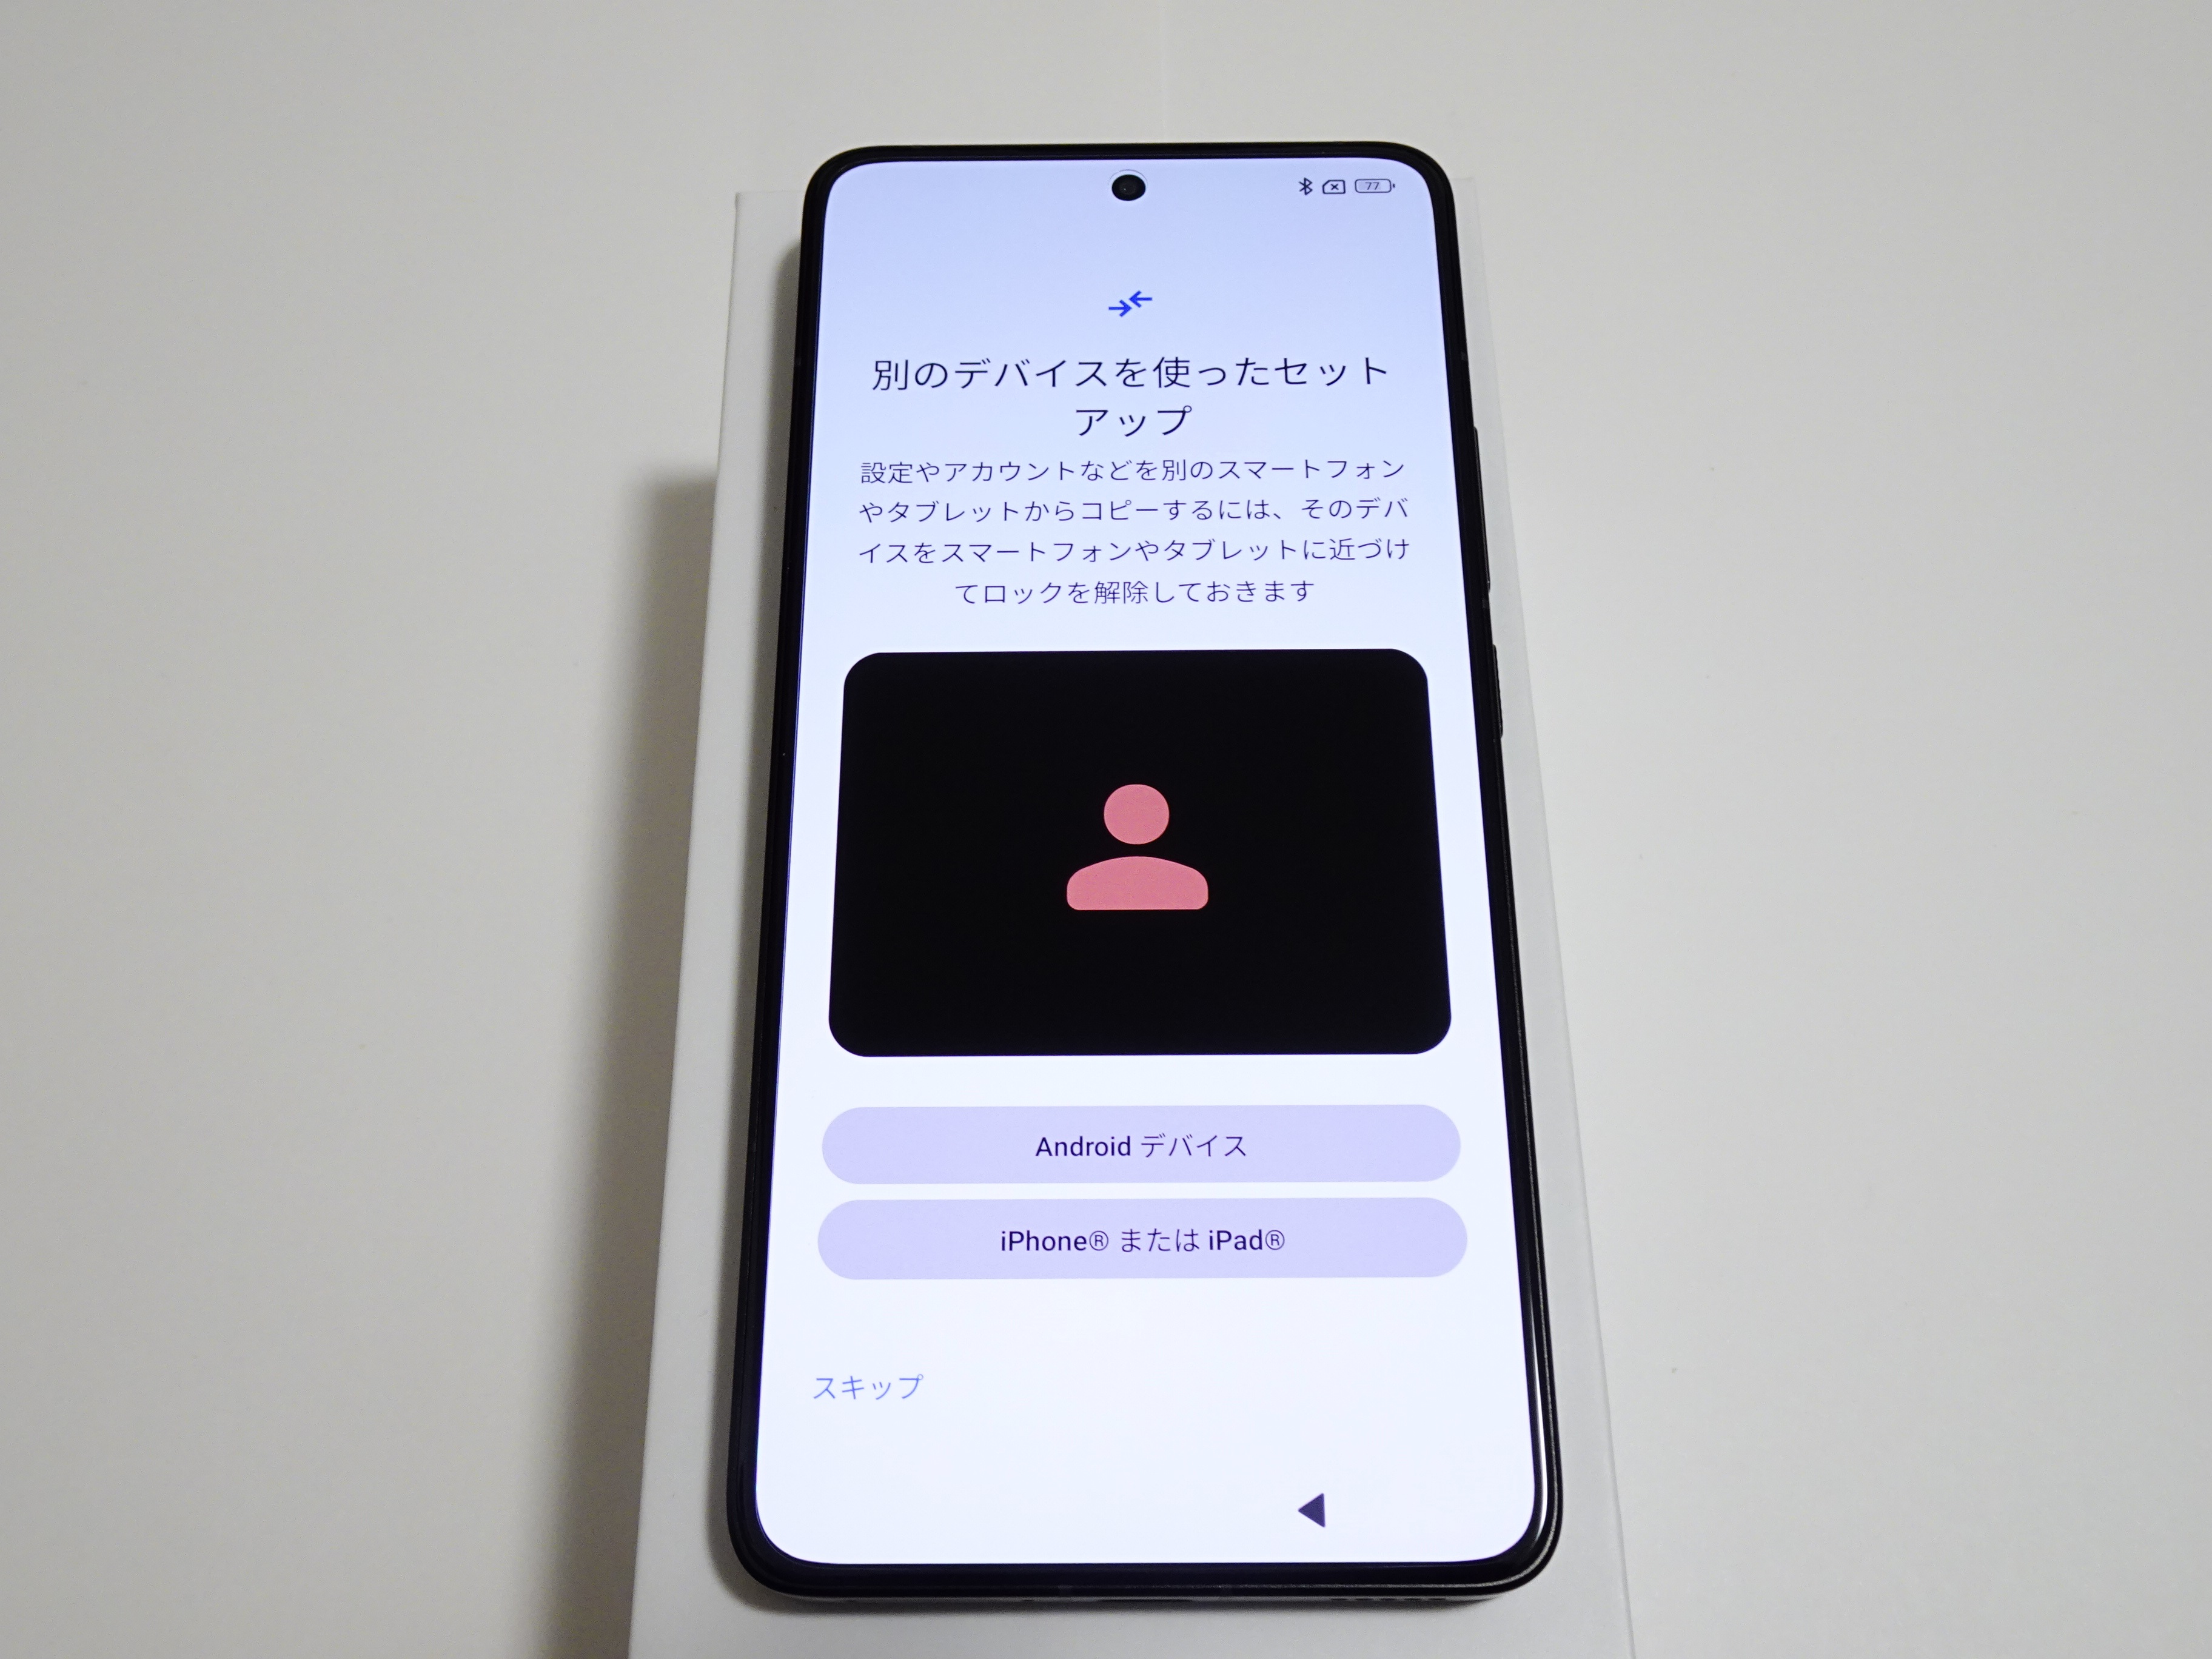 77
別のデバイスを使ったセット
アップ
設定やアカウントなどを別のスマートフォン
やタブレットからコピーするには、そのデバ
イスをスマートフォンやタブレットに近づけ
てロックを解除しておきます
Android デバイス
iPhone® または iPad®
スキップ